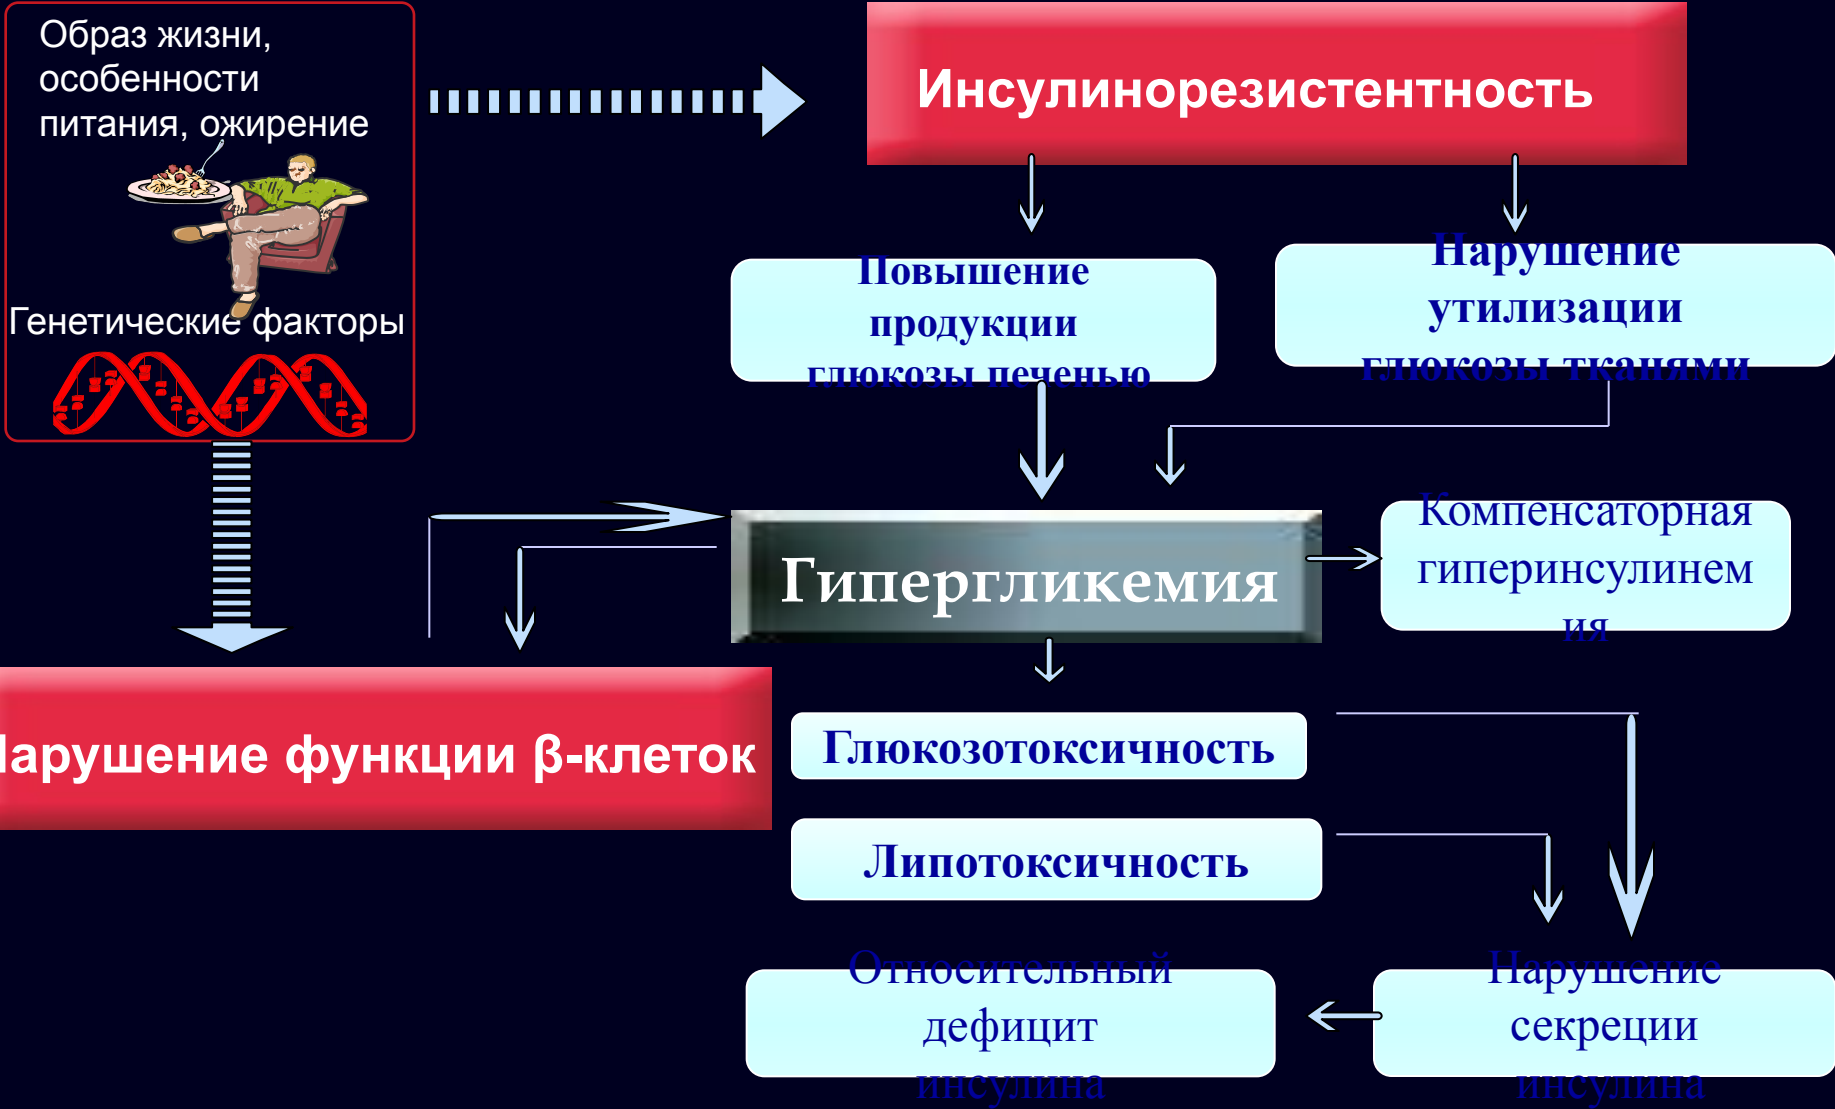 Образ жизни,
особенности
питания, ожирение
Генетические факторы
Инсулинорезистентность
Повышение
продукции
глюкозы печенью
Нарушение
утилизации
глюкозы тканями
Гипергликемия
Компенсаторная
гиперинсулинем
ия
Нарушение функции β-клеток
Глюкозотоксичность
Липотоксичность
Относительный
дефицит
инсулина
Нарушение
секреции
инсулина